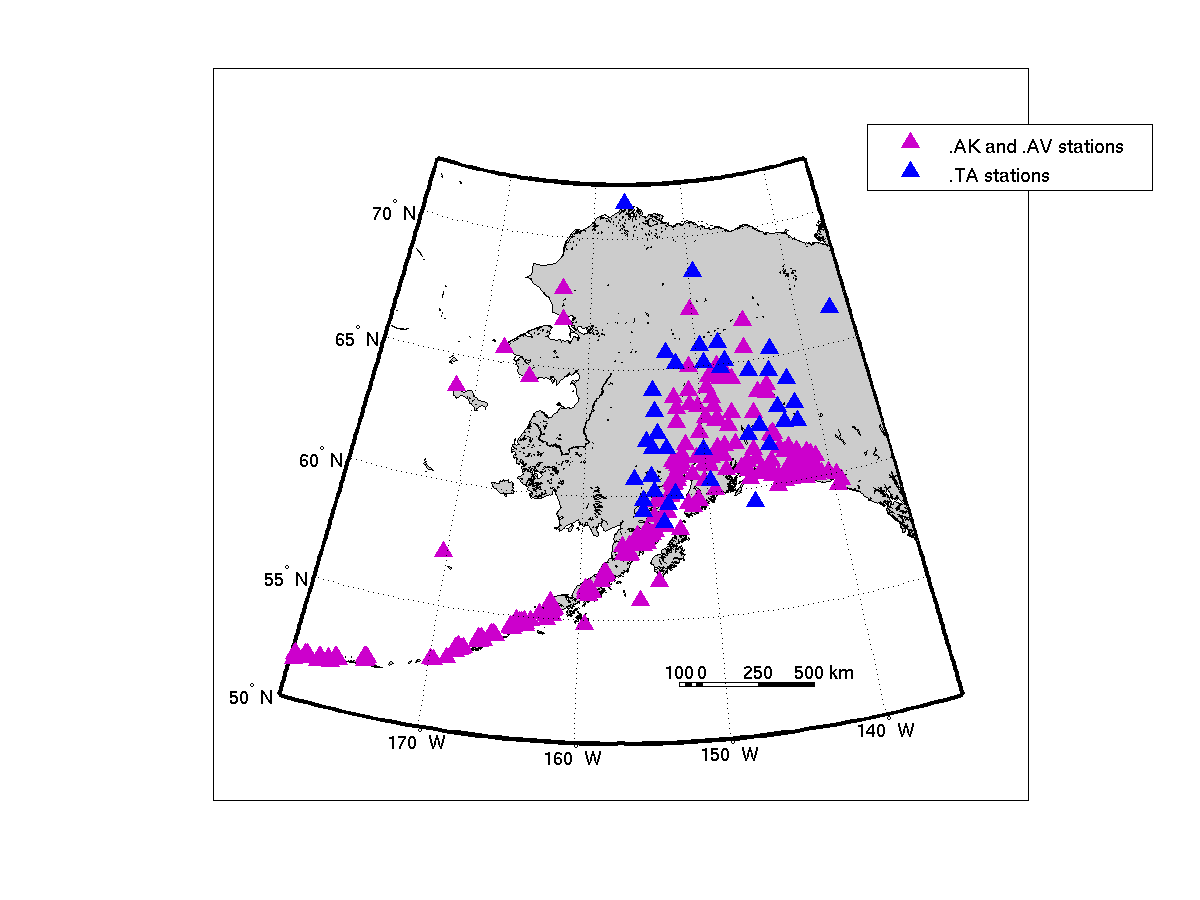 .AK and .AV stations
.TA stations
70° N
65° N
60° N
55° N
50° N
100 0 250 500 km
170° W
160° W
150° W
140° W